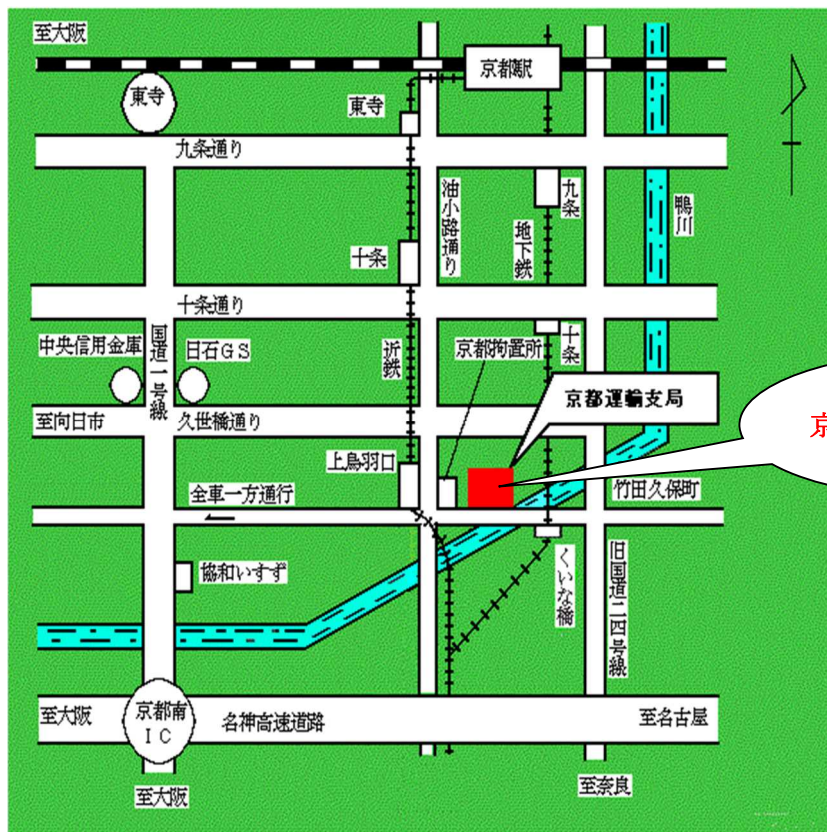 至大阪
京都駅
東寺
東寺
九条通り
九条
鴨川
油小路通り
地下鉄
十条
十条通り
国道一号線
中央信用金庫
日石GS
近鉄
京都拘置所
十条
京都運輸支局
京
至向日市
久世橋通り
上鳥羽口
全車一方通行
竹田久保町
協和いすず
くいな橋
旧国道二四号線
至大阪
京都南
IC
名神高速道路
至名古屋
至大阪
至奈良